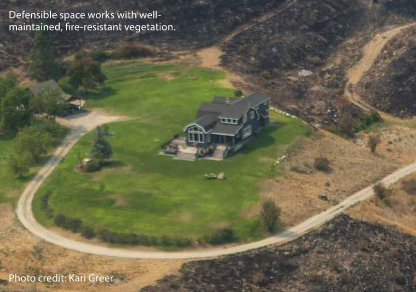 Defensible space works with well-
maintained, fire-resistant vegetation.
Photo credit: Kari Greer